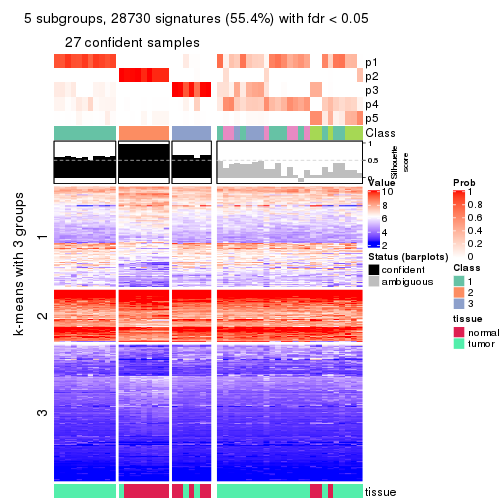 5 subgroups, 28730 signatures (55.4%) with fdr < 0.05
27 confident samples
p1
p2
p3
p4
p5
Class
1
0.5
0
Silhouette
score
k-means with 3 groups
1
2
3
Value
10
8
6
4
2
Status (barplots)
confident
ambiguous
Prob
1
0.8
0.6
0.4
0.2
0
Class
1
2
3
tissue
normal
tumor
tissue